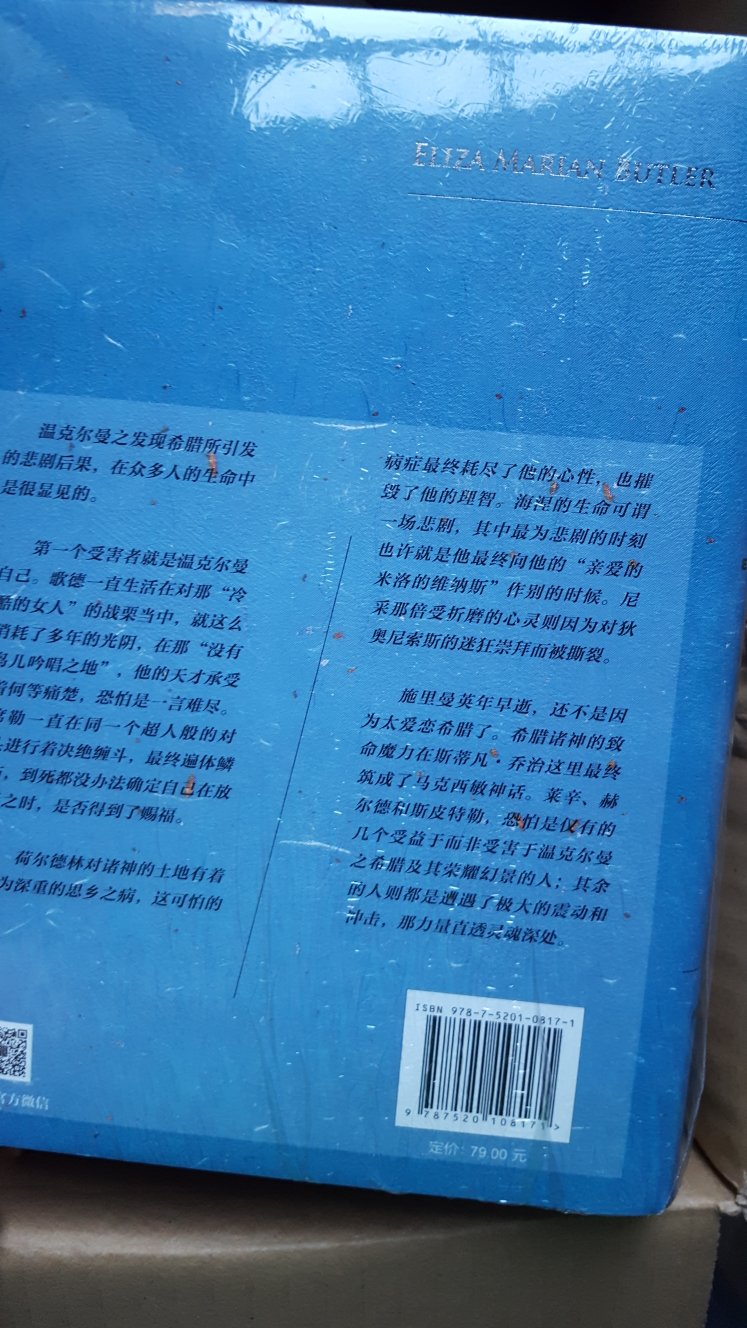 ELIZA MARIAN BUTLER
温克尔曼之发现希腊所引发
的悲剧后果，在众多人的生命中
是很显见的。
第一个受害者就是温克尔曼
自己。歌德一直生活在对那“冷
酷的女人”的战栗当中，就这么
消耗了多年的光阴，在那“没有
鸟儿吟唱之地”，他的天才承受
着何等痛楚，恐怕是一言难尽。
席勒一直在同一个超人般的对
进行着决绝缠斗，最终遍体鳞
，到死都没办法确定自己在放
之时，是否得到了赐福。
荷尔德林对诸神的土地有着
为深重的思乡之病，这可怕的
病症最终耗尽了他的心性，也摧
毁了他的理智。海涅的生命可谓
一场悲剧，其中最为悲剧的时刻
也许就是他最终向他的“亲爱的
米洛的维纳斯”作别的时候。尼
采那倍受折磨的心灵则因为对狄
奥尼索斯的迷狂崇拜而被撕裂。
施里曼英年早逝，还不是因
为太爱恋希腊了。希腊诸神的致
命魔力在斯蒂凡·乔治这里最终
筑成了马克西敏神话。莱辛、赫
尔德和斯皮特勒，恐怕是仅有的
几个受益于而非受害于温克尔曼
之希腊及其荣耀幻景的人；其余
的人则都是遭遇了极大的震动和
冲击，那力量直透灵魂深处。
ISBN 978-7-5201-0817-1
9 787520 108171 >
定价：79.00 元
官方微信